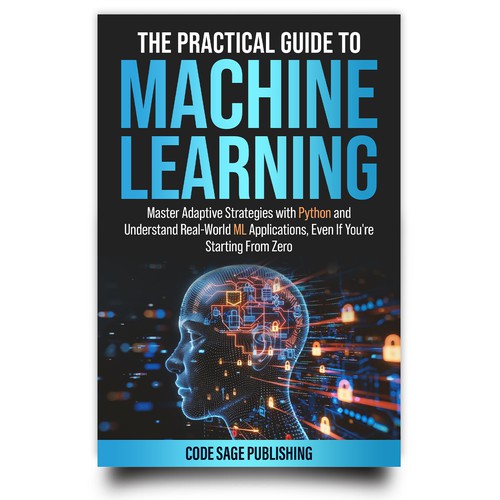 THE PRACTICAL GUIDE TO
MACHINE
LEARNING
Master Adaptive Strategies with Python and
Understand Real-World ML Applications, Even If You're
Starting From Zero
CODE SAGE PUBLISHING